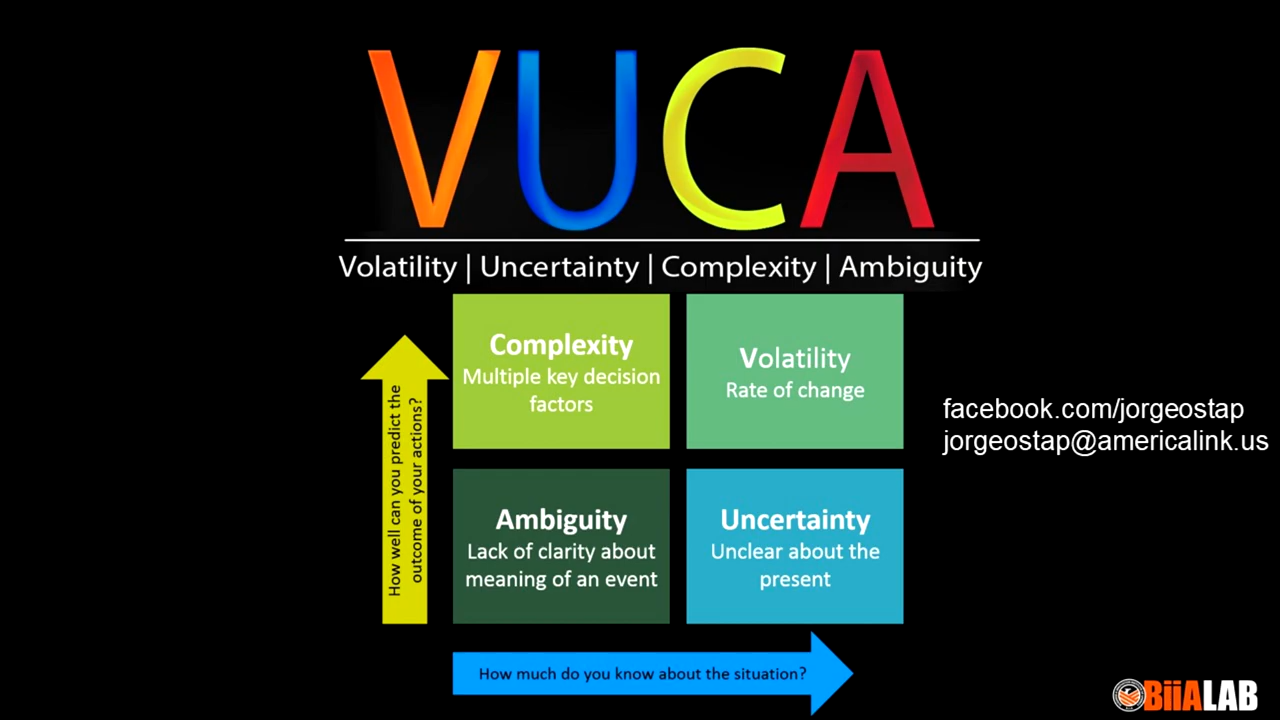 VUCA
Volatility | Uncertainty | Complexity | Ambiguity
Complexity
Multiple key decision
factors
Volatility
Rate of change
How well can you predict the
outcome of your actions?
facebook.com/jorgeostap
jorgeostap@americalink.us
Ambiguity
Lack of clarity about
meaning of an event
Uncertainty
Unclear about the
present
How much do you know about the situation?
BiiALAB